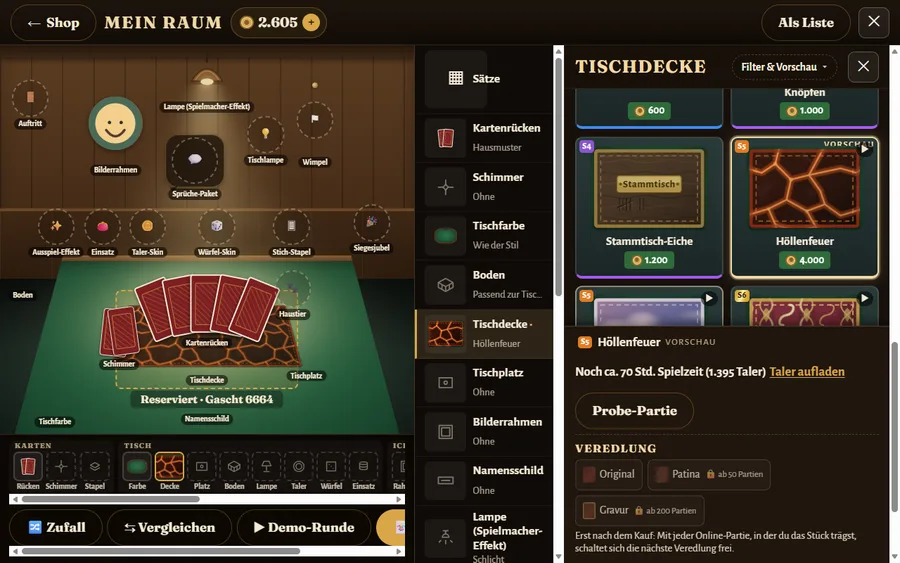 ← Shop
MEIN RAUM
2.605 +
Als Liste
Auftritt
Bilderrahmen
Lampe (Spielmacher-Effekt)
Sprüche-Paket
Tischlampe
Wimpel
Ausspiel-Effekt
Einsatz
Taler-Skin
Würfel-Skin
Stich-Stapel
Siegesjubel
Boden
Haustier
Kartenrücken
Schimmer
Tischdecke
Tischplatz
Reserviert · Gascht 6664
Tischfarbe
Namensschild
KARTEN
Rücken
Schimmer
Stapel
TISCH
Farbe
Decke
Platz
Boden
Lampe
Taler
Würfel
Einsatz
Zufall
Vergleichen
Demo-Runde
Sätze
Kartenrücken
Hausmuster
Schimmer
Ohne
Tischfarbe
Wie der Stil
Boden
Passend zur Tisc...
Tischdecke ·
Höllenfeuer
Tischplatz
Ohne
Bilderrahmen
Ohne
Namensschild
Ohne
Lampe
(Spielmacher-
Effekt)
Schlicht
TISCHDECKE
Filter & Vorschau
600
Knöpfen
1.000
S4
Stammtisch
Stammtisch-Eiche
1.200
S5
VORSCHAU
Höllenfeuer
4.000
S5
S6
S5 Höllenfeuer VORSCHAU
Noch ca. 70 Std. Spielzeit (1.395 Taler) Taler aufladen
Probe-Partie
VEREDLUNG
Original
Patina ab 50 Partien
Gravur ab 200 Partien
Erst nach dem Kauf: Mit jeder Online-Partie, in der du das Stück trägst,
schaltet sich die nächste Veredlung frei.